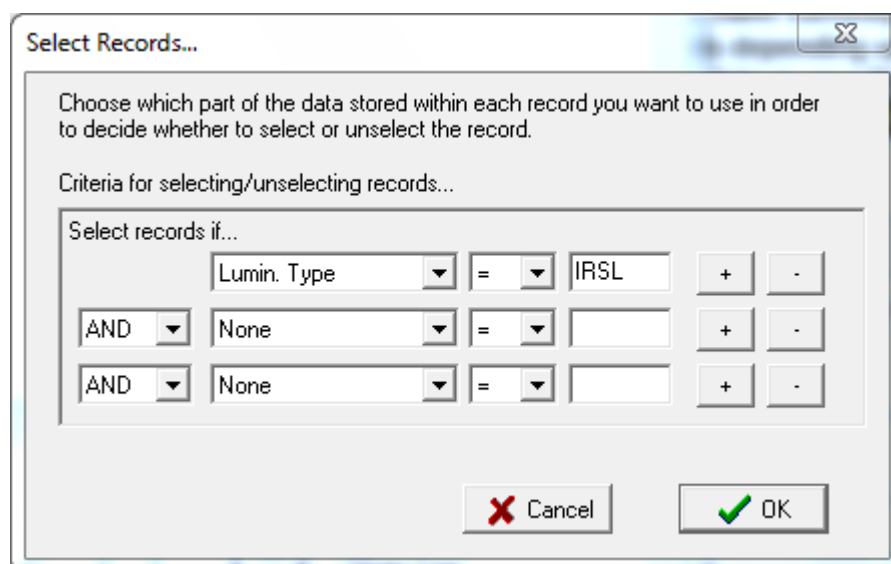 Select Records...
Choose which part of the data stored within each record you want to use in order
to decide whether to select or unselect the record.
Criteria for selecting/unselecting records...
Select records if...
Lumin. Type = IRSL + -
AND None = + -
AND None = + -
Cancel OK